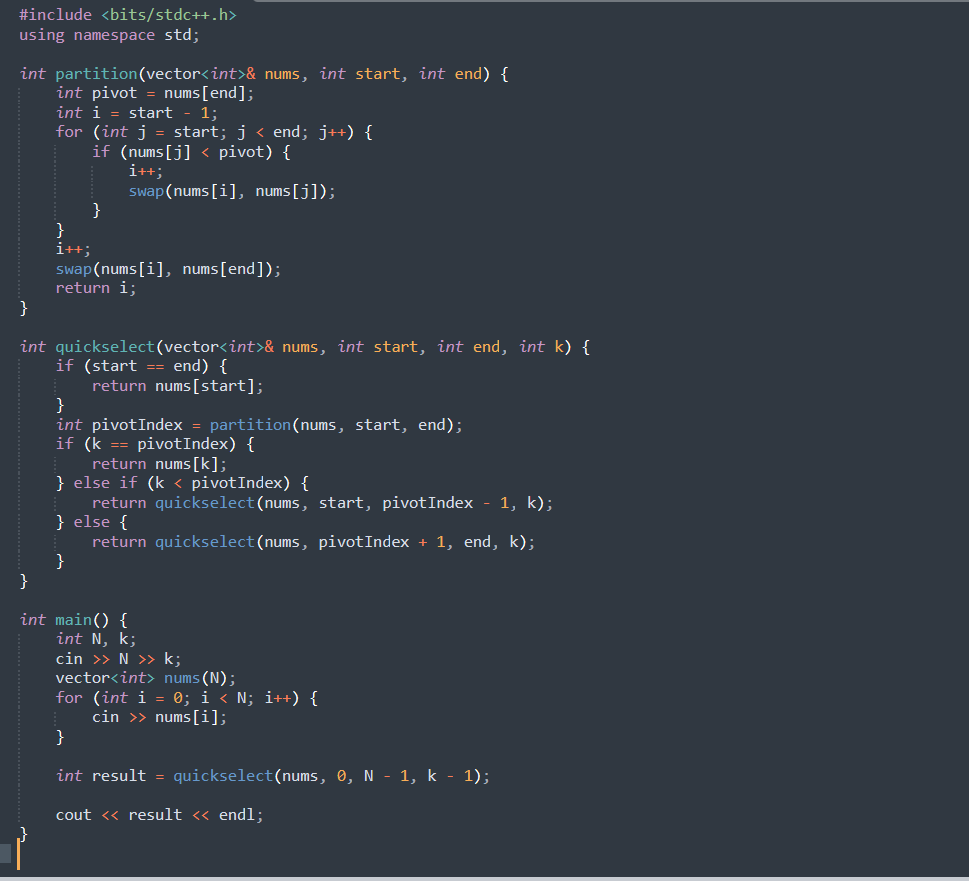 #include <bits/stdc++.h>
using namespace std;

int partition(vector<int>& nums, int start, int end) {
    int pivot = nums[end];
    int i = start - 1;
    for (int j = start; j < end; j++) {
        if (nums[j] < pivot) {
            i++;
            swap(nums[i], nums[j]);
        }
    }
    i++;
    swap(nums[i], nums[end]);
    return i;
}

int quickselect(vector<int>& nums, int start, int end, int k) {
    if (start == end) {
        return nums[start];
    }
    int pivotIndex = partition(nums, start, end);
    if (k == pivotIndex) {
        return nums[k];
    } else if (k < pivotIndex) {
        return quickselect(nums, start, pivotIndex - 1, k);
    } else {
        return quickselect(nums, pivotIndex + 1, end, k);
    }
}

int main() {
    int N, k;
    cin >> N >> k;
    vector<int> nums(N);
    for (int i = 0; i < N; i++) {
        cin >> nums[i];
    }

    int result = quickselect(nums, 0, N - 1, k - 1);

    cout << result << endl;
}